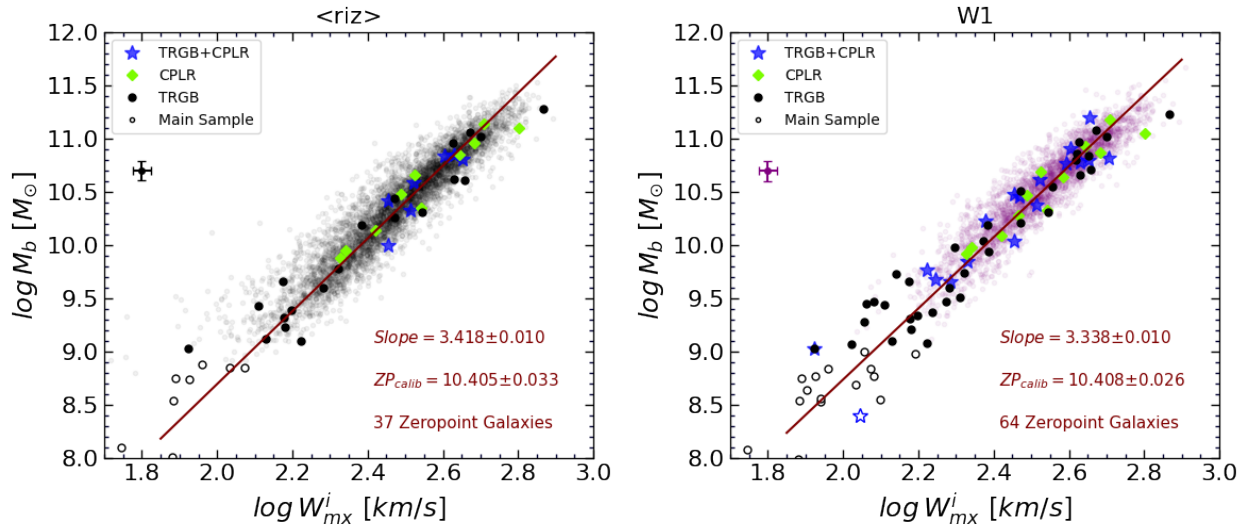 <riz>
12.0
11.5
11.0
10.5
10.0
9.5
9.0
8.5
8.0
log M_b [M_⊙]
TRGB+CPLR
CPLR
TRGB
Main Sample
Slope = 3.418±0.010
ZP_calib = 10.405±0.033
37 Zeropoint Galaxies
1.8 2.0 2.2 2.4 2.6 2.8 3.0
log W^i_mx [km/s]
W1
12.0
11.5
11.0
10.5
10.0
9.5
9.0
8.5
8.0
log M_b [M_⊙]
TRGB+CPLR
CPLR
TRGB
Main Sample
Slope = 3.338±0.010
ZP_calib = 10.408±0.026
64 Zeropoint Galaxies
1.8 2.0 2.2 2.4 2.6 2.8 3.0
log W^i_mx [km/s]